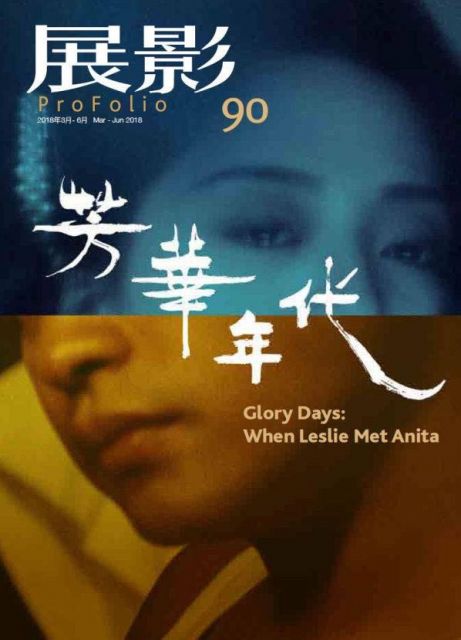 展影
ProFolio
90
2018年3月 - 6月 Mar - Jun 2018
芳華年代
Glory Days:
When Leslie Met Anita